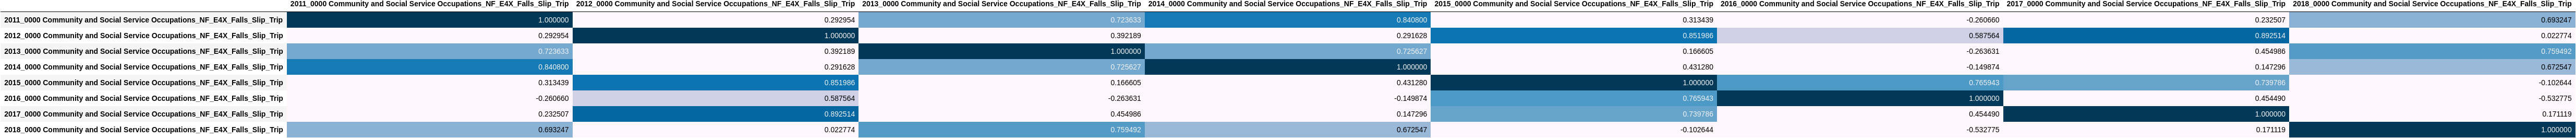 2011_0000 Community and Social Service Occupations_NF_E4X_Falls_Slip_Trip 2012_0000 Community and Social Service Occupations_NF_E4X_Falls_Slip_Trip 2013_0000 Community and Social Service Occupations_NF_E4X_Falls_Slip_Trip 2014_0000 Community and Social Service Occupations_NF_E4X_Falls_Slip_Trip 2015_0000 Community and Social Service Occupations_NF_E4X_Falls_Slip_Trip 2016_0000 Community and Social Service Occupations_NF_E4X_Falls_Slip_Trip 2017_0000 Community and Social Service Occupations_NF_E4X_Falls_Slip_Trip 2018_0000 Community and Social Service Occupations_NF_E4X_Falls_Slip_Trip
2011_0000 Community and Social Service Occupations_NF_E4X_Falls_Slip_Trip 1.000000 0.292954 0.723633 0.840800 0.313439 -0.260660 0.232507 0.693247
2012_0000 Community and Social Service Occupations_NF_E4X_Falls_Slip_Trip 0.292954 1.000000 0.392189 0.291628 0.851986 0.587564 0.892514 0.022774
2013_0000 Community and Social Service Occupations_NF_E4X_Falls_Slip_Trip 0.723633 0.392189 1.000000 0.725627 0.166605 -0.263631 0.454986 0.759492
2014_0000 Community and Social Service Occupations_NF_E4X_Falls_Slip_Trip 0.840800 0.291628 0.725627 1.000000 0.431280 -0.149874 0.147296 0.672547
2015_0000 Community and Social Service Occupations_NF_E4X_Falls_Slip_Trip 0.313439 0.851986 0.166605 0.431280 1.000000 0.765943 0.739786 -0.102644
2016_0000 Community and Social Service Occupations_NF_E4X_Falls_Slip_Trip -0.260660 0.587564 -0.263631 -0.149874 0.765943 1.000000 0.454490 -0.532775
2017_0000 Community and Social Service Occupations_NF_E4X_Falls_Slip_Trip 0.232507 0.892514 0.454986 0.147296 0.739786 0.454490 1.000000 0.171119
2018_0000 Community and Social Service Occupations_NF_E4X_Falls_Slip_Trip 0.693247 0.022774 0.759492 0.672547 -0.102644 -0.532775 0.171119 1.000000